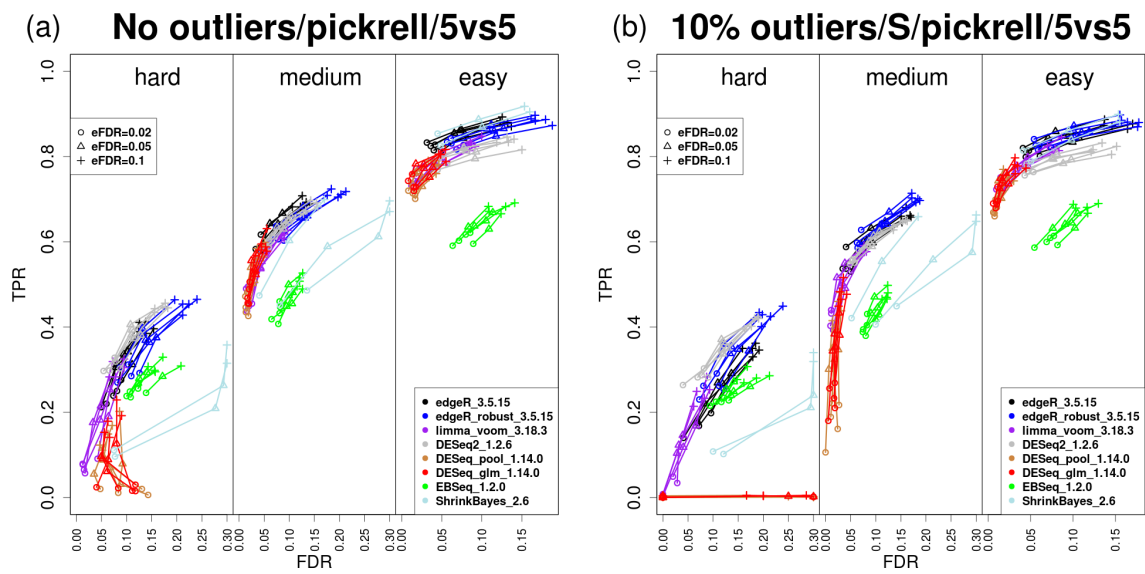 (a) No outliers/pickrell/5vs5
hard medium easy
eFDR=0.02
eFDR=0.05
eFDR=0.1
TPR
0.0 0.2 0.4 0.6 0.8 1.0
edgeR_3.5.15
edgeR_robust_3.5.15
limma_voom_3.18.3
DESeq2_1.2.6
DESeq_pool_1.14.0
DESeq_glm_1.14.0
EBSeq_1.2.0
ShrinkBayes_2.6
0.00 0.05 0.10 0.15 0.20 0.25 0.30 0.00 0.05 0.10 0.15 0.20 0.25 0.30 0.00 0.05 0.10 0.15
FDR
(b) 10% outliers/S/pickrell/5vs5
hard medium easy
eFDR=0.02
eFDR=0.05
eFDR=0.1
TPR
0.0 0.2 0.4 0.6 0.8 1.0
edgeR_3.5.15
edgeR_robust_3.5.15
limma_voom_3.18.3
DESeq2_1.2.6
DESeq_pool_1.14.0
DESeq_glm_1.14.0
EBSeq_1.2.0
ShrinkBayes_2.6
0.00 0.05 0.10 0.15 0.20 0.25 0.30 0.00 0.05 0.10 0.15 0.20 0.25 0.30 0.00 0.05 0.10 0.15
FDR